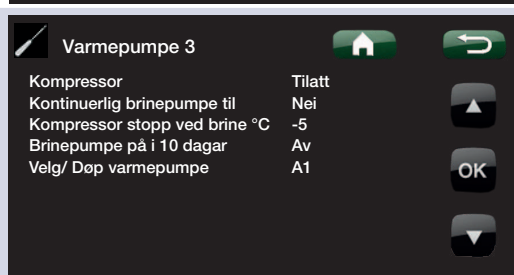 Varmepumpe 3
Kompressor Tilatt
Kontinuerlig brinepumpe til Nei
Kompressor stopp ved brine °C -5
Brinepumpe på i 10 dagar Av
Velg/ Døp varmepumpe A1
OK